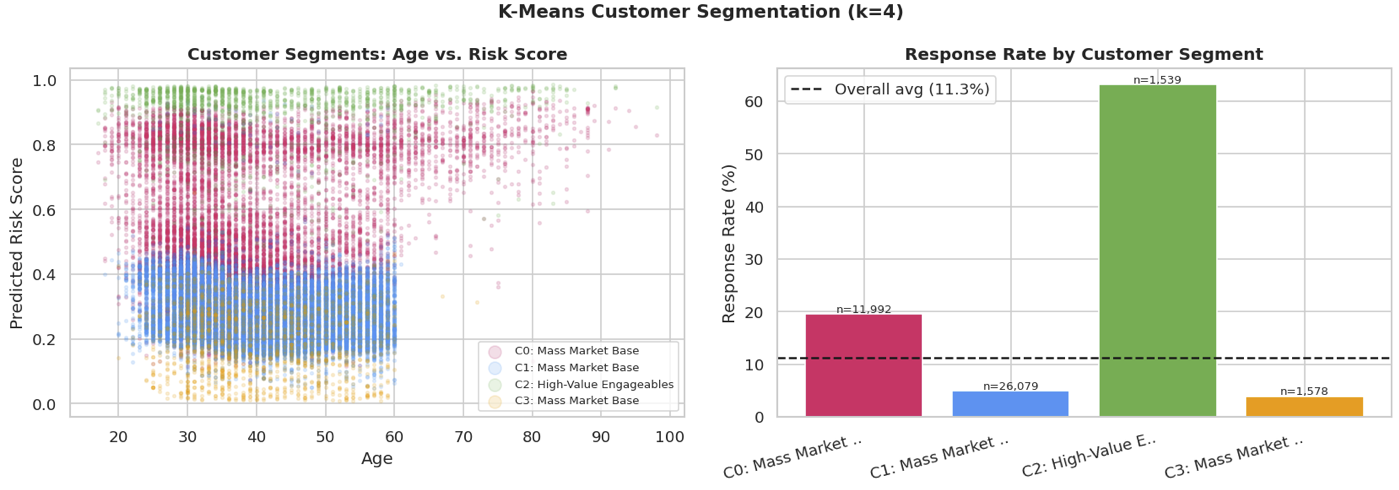 K-Means Customer Segmentation (k=4)
Customer Segments: Age vs. Risk Score
Predicted Risk Score
1.0
0.8
0.6
0.4
0.2
0.0
20 30 40 50 60 70 80 90 100
Age
C0: Mass Market Base
C1: Mass Market Base
C2: High-Value Engageables
C3: Mass Market Base
Response Rate by Customer Segment
Overall avg (11.3%)
Response Rate (%)
60
50
40
30
20
10
0
n=11,992
n=26,079
n=1,539
n=1,578
C0: Mass Market ..
C1: Mass Market ..
C2: High-Value E..
C3: Mass Market ..